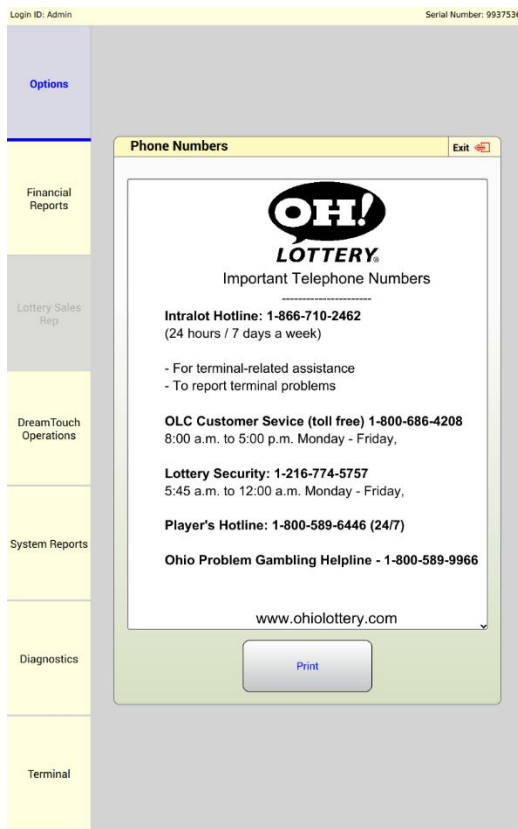 Login ID: Admin
Serial Number: 9937536
Options
Financial
Reports
Lottery Sales
Rep
DreamTouch
Operations
System Reports
Diagnostics
Terminal
Phone Numbers
Exit
OH!
LOTTERY®
Important Telephone Numbers
----------------------
Intralot Hotline: 1-866-710-2462
(24 hours / 7 days a week)
- For terminal-related assistance
- To report terminal problems
OLC Customer Sevice (toll free) 1-800-686-4208
8:00 a.m. to 5:00 p.m. Monday - Friday,
Lottery Security: 1-216-774-5757
5:45 a.m. to 12:00 a.m. Monday - Friday,
Player's Hotline: 1-800-589-6446 (24/7)
Ohio Problem Gambling Helpline - 1-800-589-9966
www.ohiolottery.com
Print